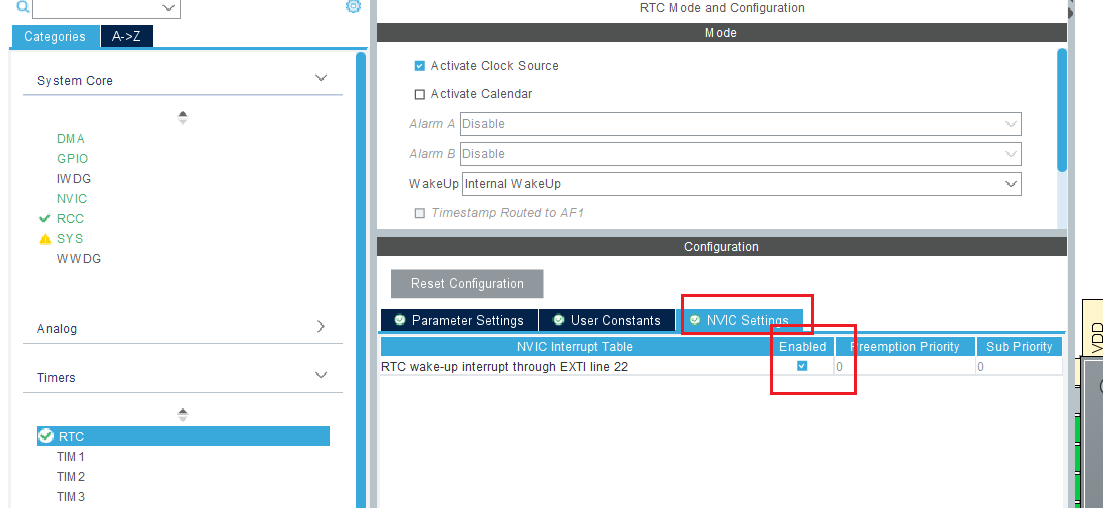 Categories
A->Z
System Core
DMA
GPIO
IWDG
NVIC
RCC
SYS
WWDG
Analog
Timers
RTC
TIM1
TIM2
TIM3
RTC Mode and Configuration
Mode
Activate Clock Source
Activate Calendar
Alarm A Disable
Alarm B Disable
WakeUp Internal WakeUp
Timestamp Routed to AF1
Configuration
Reset Configuration
Parameter Settings
User Constants
NVIC Settings
NVIC Interrupt Table Enabled Preemption Priority Sub Priority
RTC wake-up interrupt through EXTI line 22 0 0
VDD